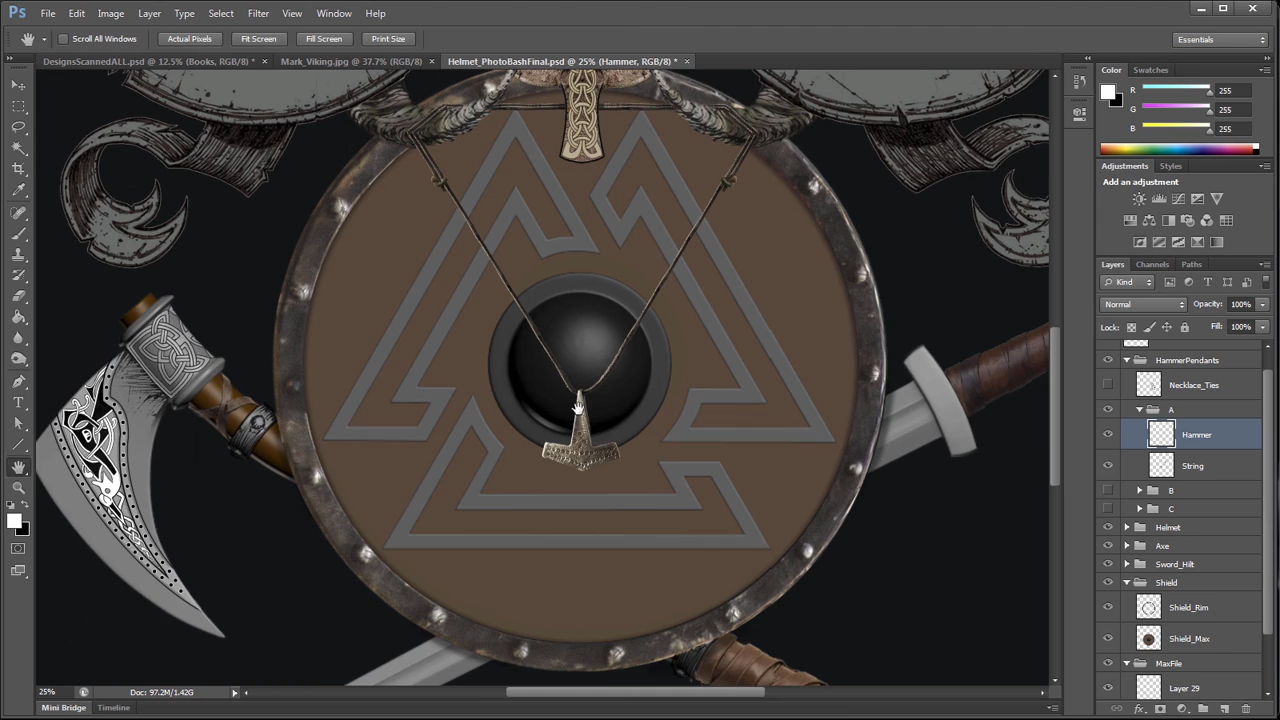 Ps File Edit Image Layer Type Select Filter View Window Help
Scroll All Windows Actual Pixels Fit Screen Fill Screen Print Size Essentials
DesignsScannedALL.psd @ 12.5% (Books, RGB/8) * × Mark_Viking.jpg @ 37.7% (RGB/8) × Helmet_PhotoBashFinal.psd @ 25% (Hammer, RGB/8) * ×
Color Swatches
R 255
G 255
B 255
Adjustments Styles
Add an adjustment
Layers Channels Paths
Kind
Normal Opacity: 100%
Lock: Fill: 100%
HammerPendants
Necklace_Ties
A
Hammer
String
B
C
Helmet
Axe
Sword_Hilt
Shield
Shield_Rim
Shield_Max
MaxFile
Layer 29
25% Doc: 97.2M/1.42G
Mini Bridge Timeline